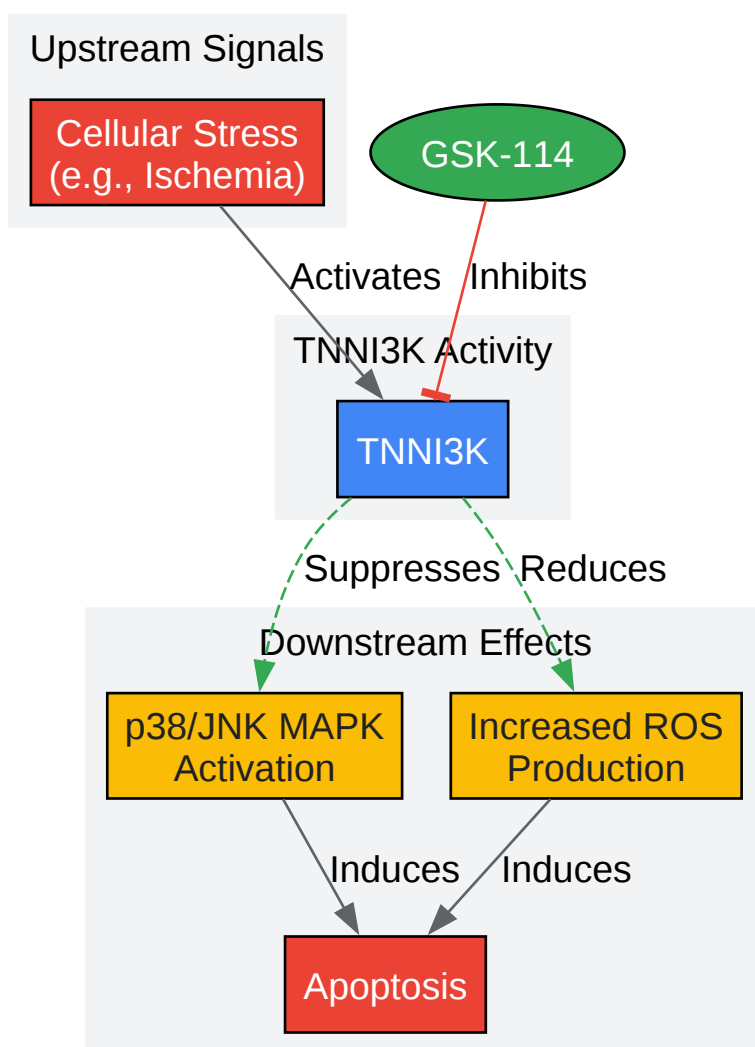 Upstream Signals
Cellular Stress
(e.g., Ischemia)
GSK-114
Activates
Inhibits
TNNI3K Activity
TNNI3K
Suppresses
Reduces
Downstream Effects
p38/JNK MAPK
Activation
Increased ROS
Production
Induces
Induces
Apoptosis